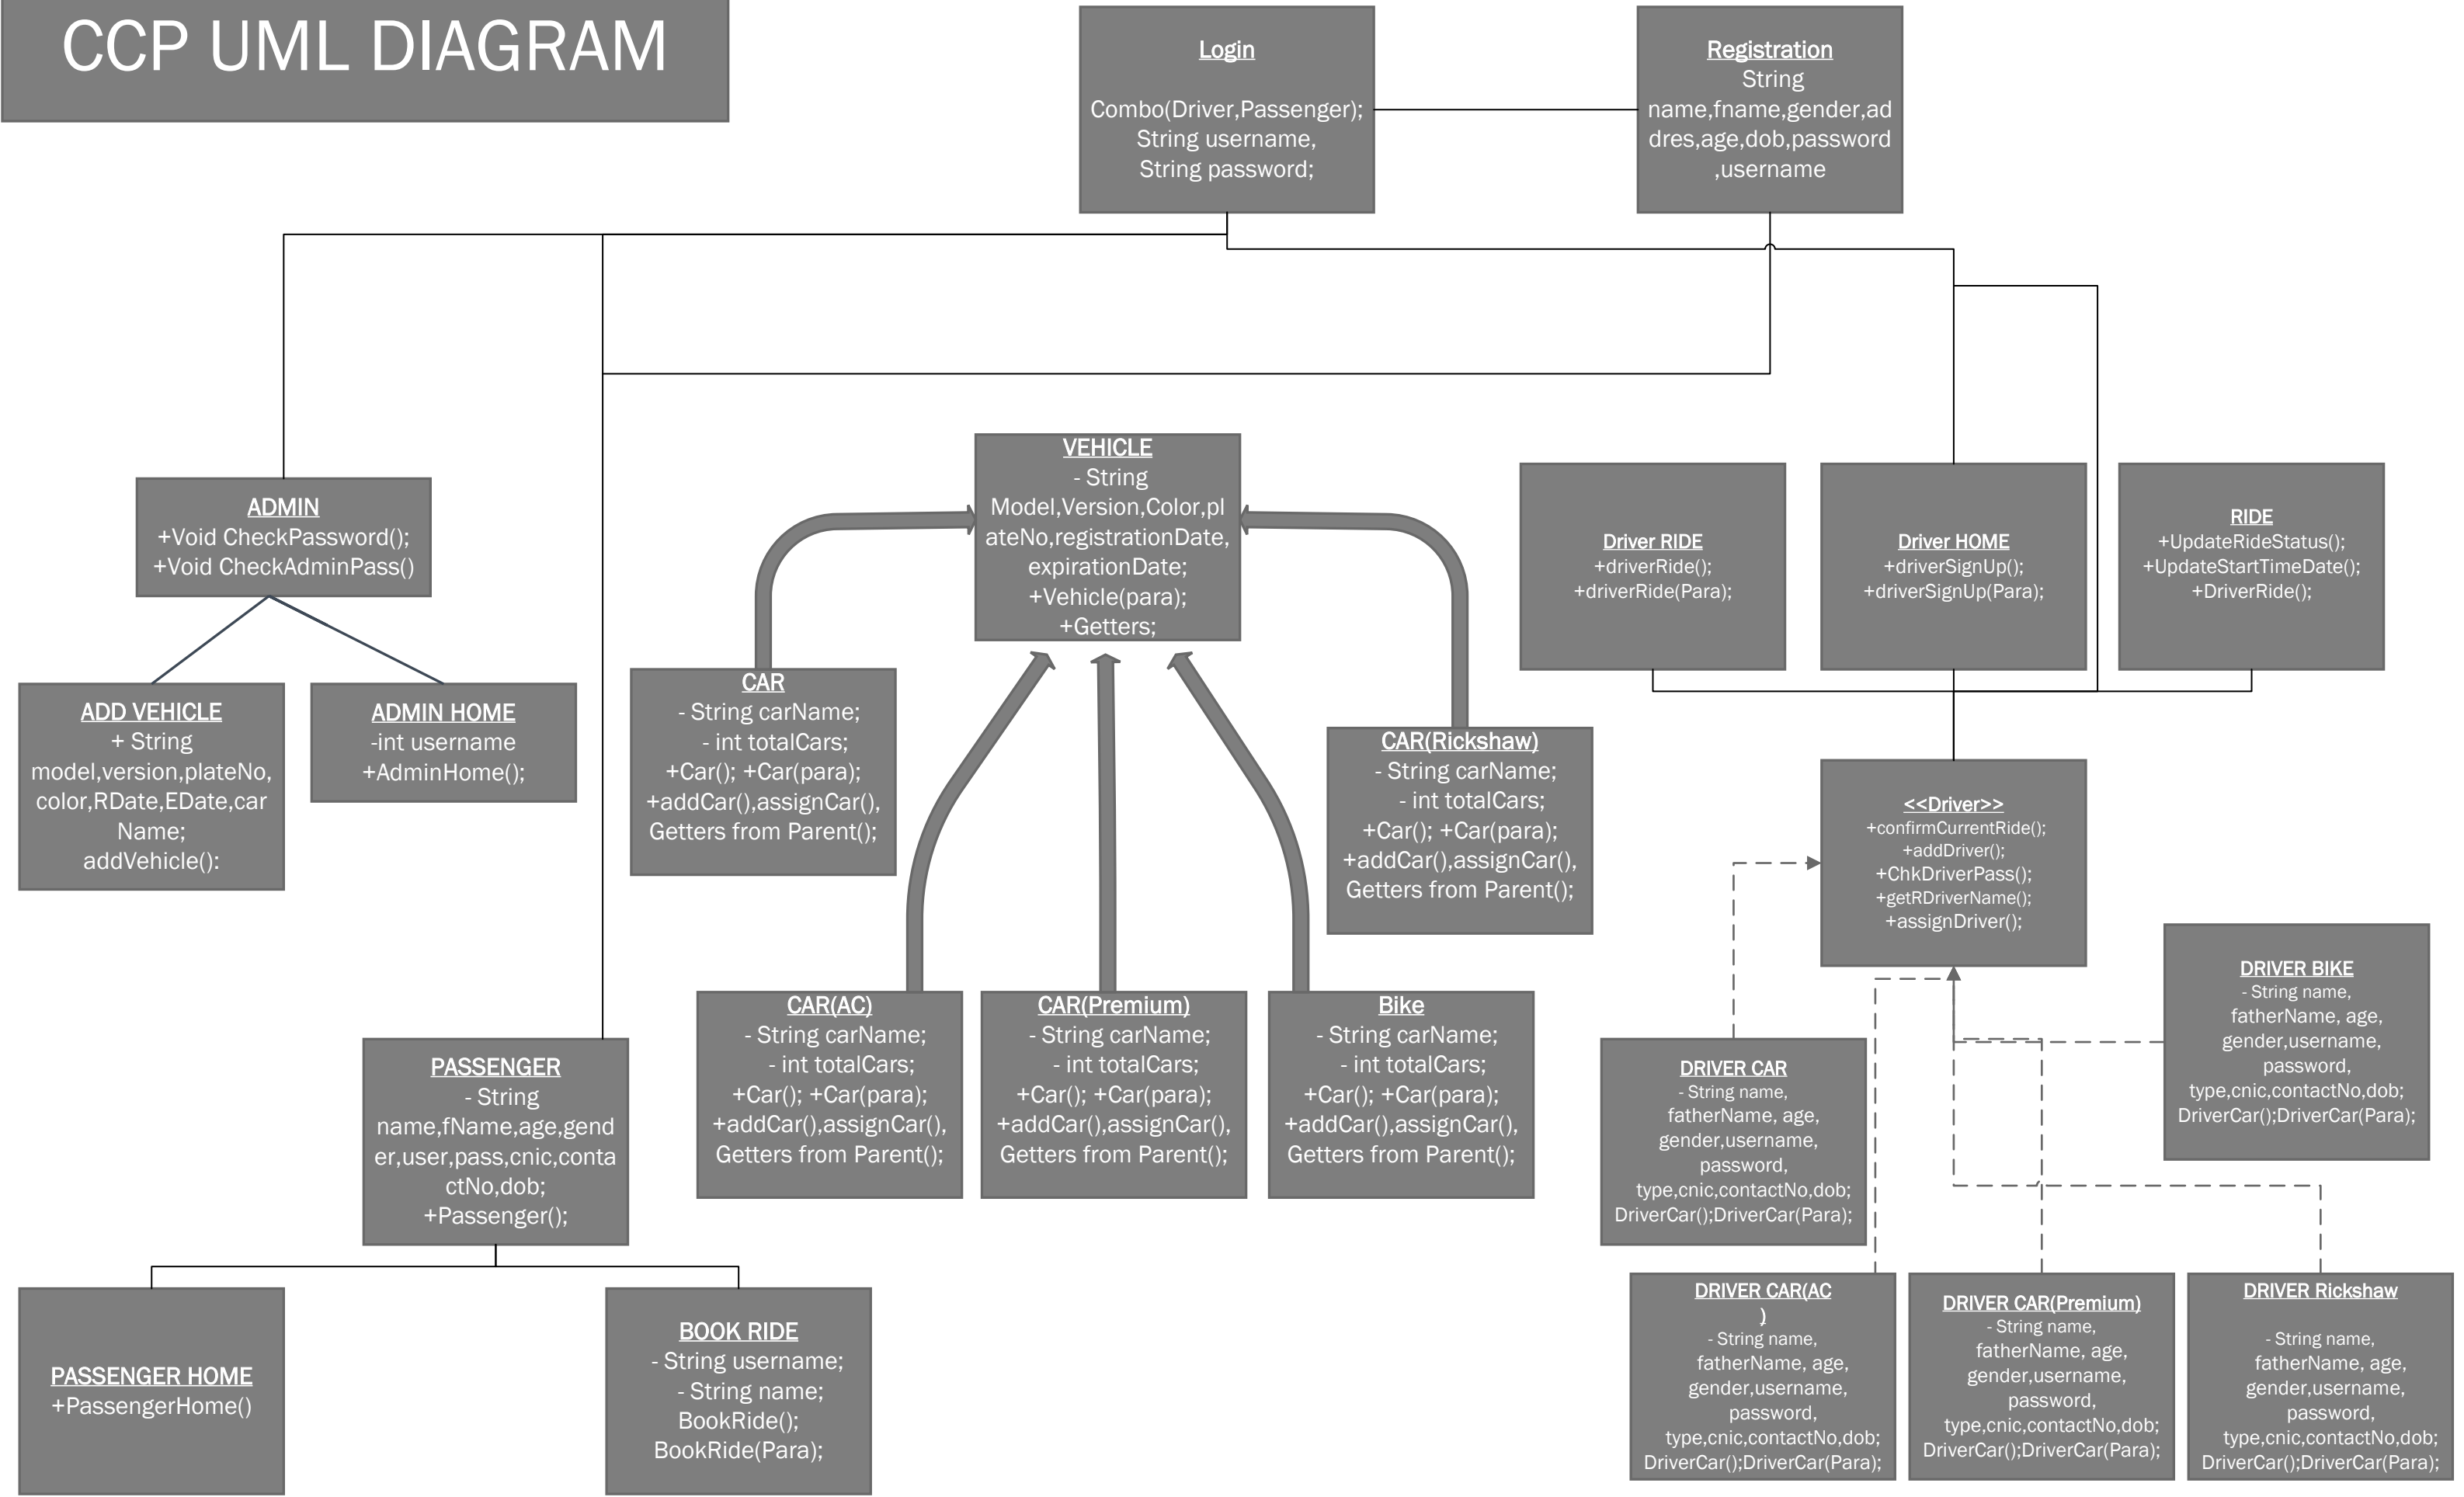 CCP UML DIAGRAM
Login
Combo(Driver,Passenger);
String username,
String password;
Registration
String
name,fname,gender,ad
dres,age,dob,password
,username
VEHICLE
- String
Model,Version,Color,pl
ateNo,registrationDate,
expirationDate;
+Vehicle(para);
+Getters;
ADMIN
+Void CheckPassword();
+Void CheckAdminPass()
Driver RIDE
+driverRide();
+driverRide(Para);
Driver HOME
+driverSignUp();
+driverSignUp(Para);
RIDE
+UpdateRideStatus();
+UpdateStartTimeDate();
+DriverRide();
ADD VEHICLE
+ String
model,version,plateNo,
color,RDate,EDate,car
Name;
addVehicle():
ADMIN HOME
-int username
+AdminHome();
CAR
- String carName;
- int totalCars;
+Car(); +Car(para);
+addCar(),assignCar(),
Getters from Parent();
CAR(Rickshaw)
- String carName;
- int totalCars;
+Car(); +Car(para);
+addCar(),assignCar(),
Getters from Parent();
<<Driver>>
+confirmCurrentRide();
+addDriver();
+ChkDriverPass();
+getRDriverName();
+assignDriver();
DRIVER BIKE
- String name,
fatherName, age,
gender,username,
password,
type,cnic,contactNo,dob;
DriverCar();DriverCar(Para);
CAR(AC)
- String carName;
- int totalCars;
+Car(); +Car(para);
+addCar(),assignCar(),
Getters from Parent();
CAR(Premium)
- String carName;
- int totalCars;
+Car(); +Car(para);
+addCar(),assignCar(),
Getters from Parent();
Bike
- String carName;
- int totalCars;
+Car(); +Car(para);
+addCar(),assignCar(),
Getters from Parent();
PASSENGER
- String
name,fName,age,gend
er,user,pass,cnic,conta
ctNo,dob;
+Passenger();
DRIVER CAR
- String name,
fatherName, age,
gender,username,
password,
type,cnic,contactNo,dob;
DriverCar();DriverCar(Para);
PASSENGER HOME
+PassengerHome()
BOOK RIDE
- String username;
- String name;
BookRide();
BookRide(Para);
DRIVER CAR(AC
)
- String name,
fatherName, age,
gender,username,
password,
type,cnic,contactNo,dob;
DriverCar();DriverCar(Para);
DRIVER CAR(Premium)
- String name,
fatherName, age,
gender,username,
password,
type,cnic,contactNo,dob;
DriverCar();DriverCar(Para);
DRIVER Rickshaw
- String name,
fatherName, age,
gender,username,
password,
type,cnic,contactNo,dob;
DriverCar();DriverCar(Para);